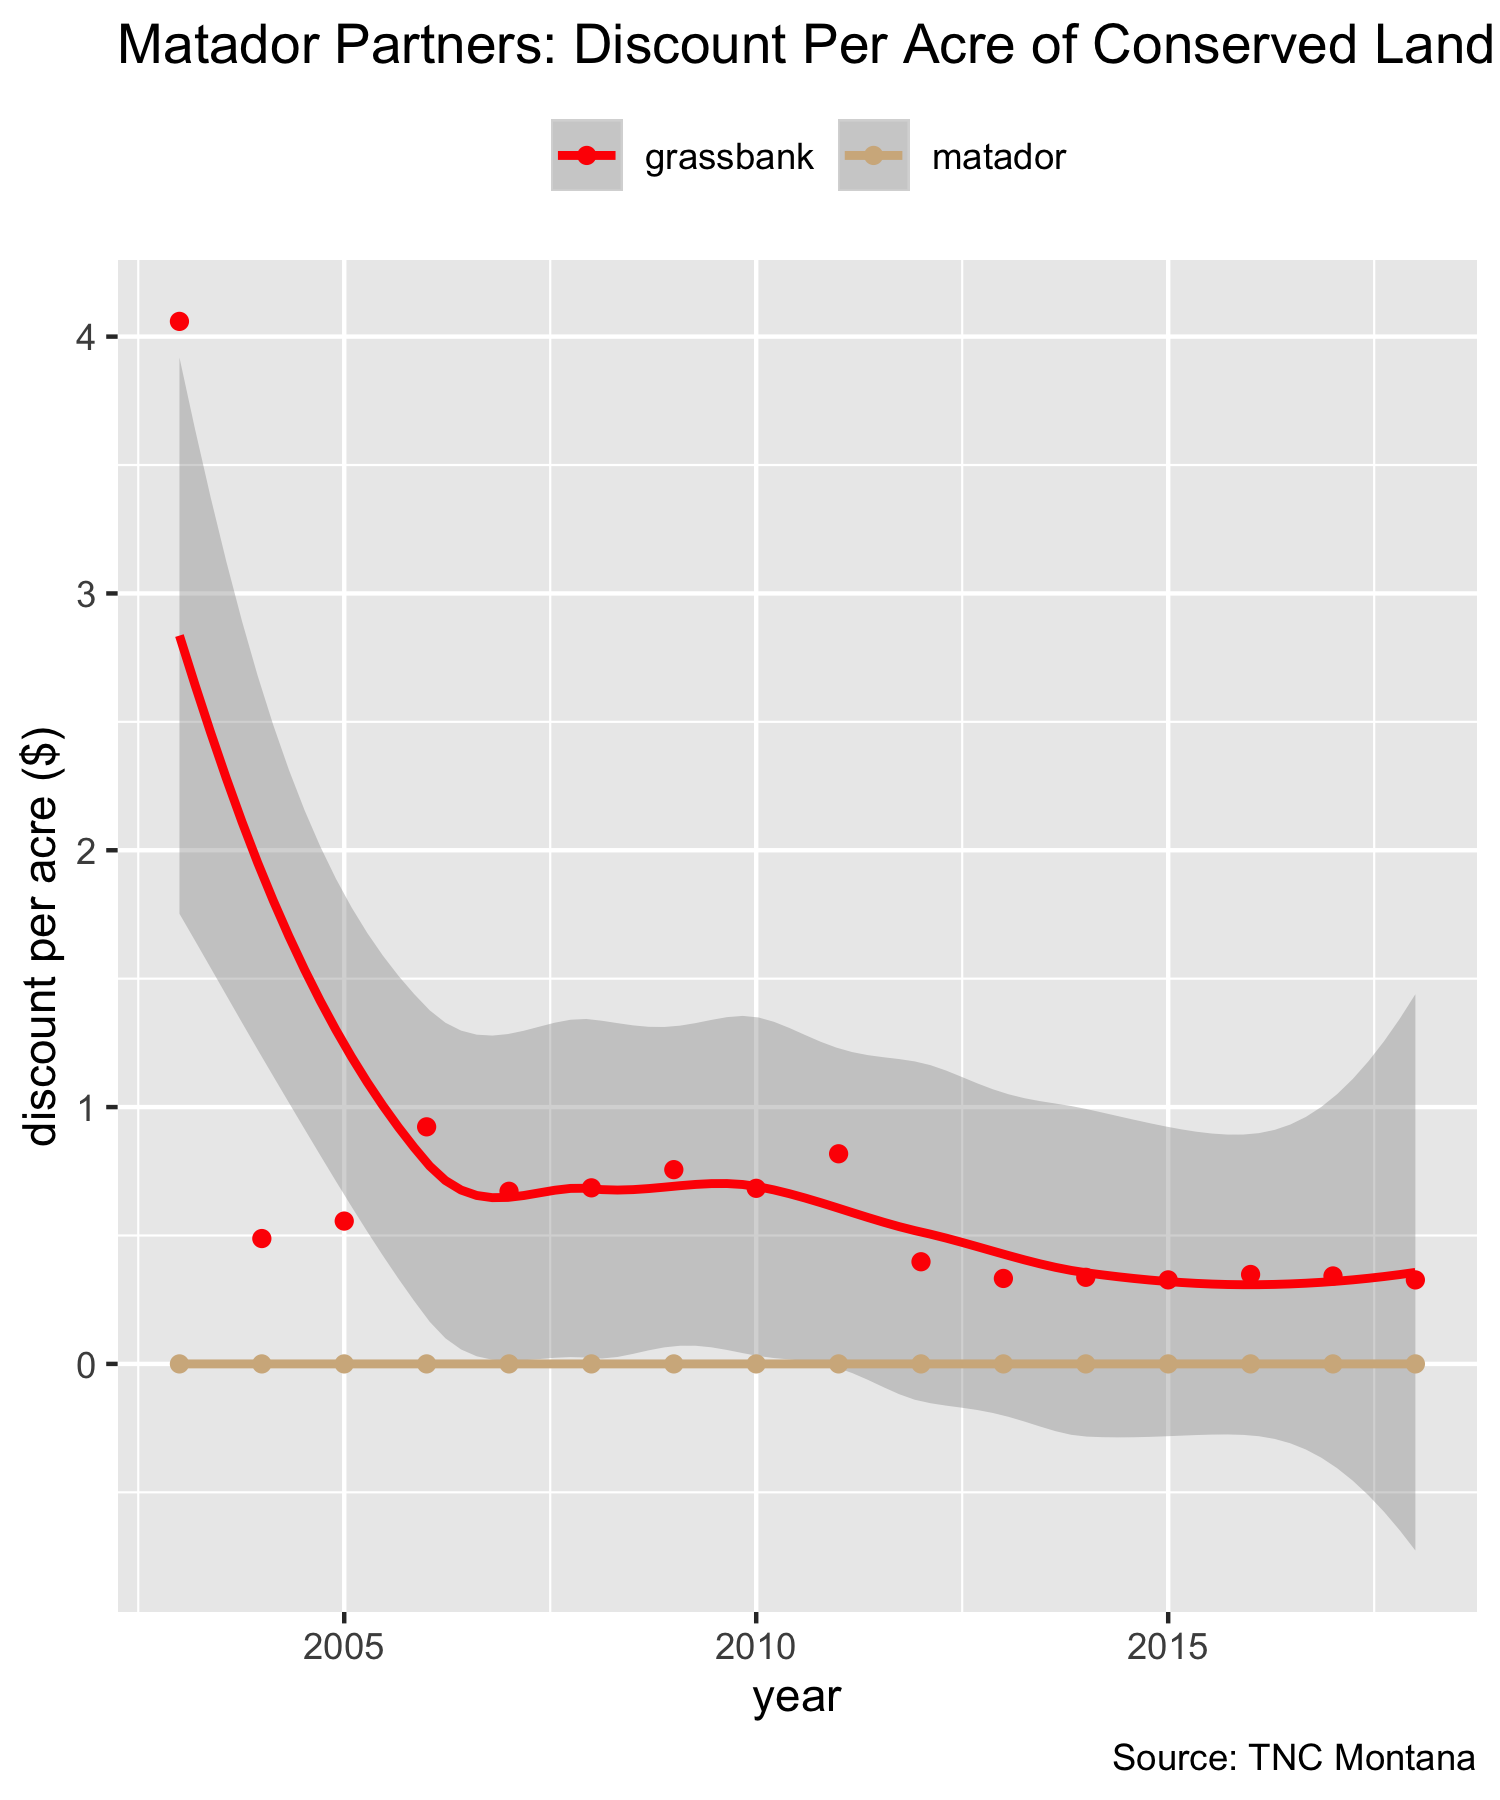 Matador Partners: Discount Per Acre of Conserved Land
grassbank
matador
discount per acre ($)
4
3
2
1
0
2005
2010
2015
year
Source: TNC Montana